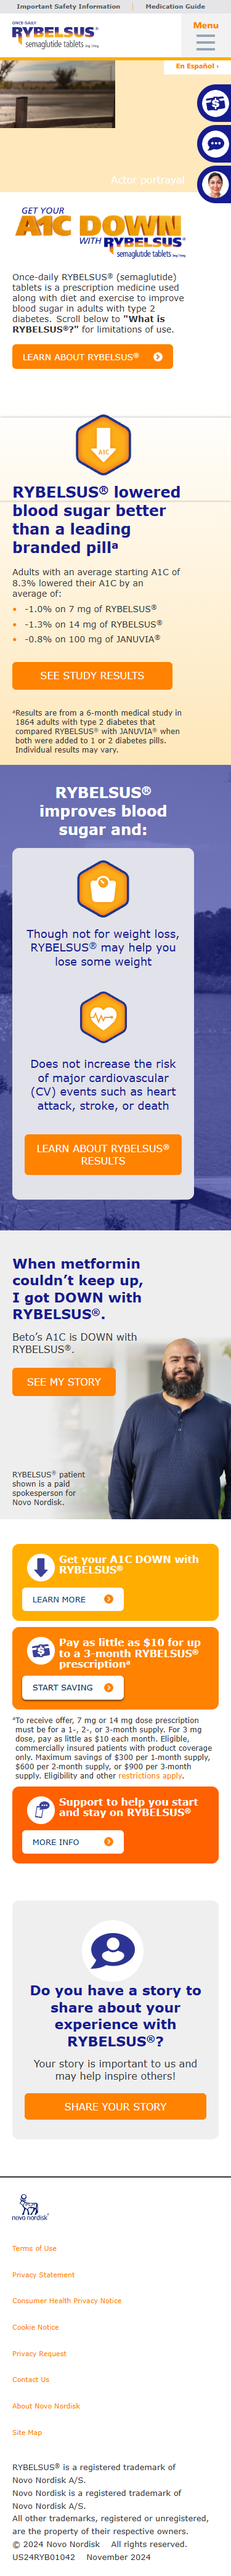 Important Safety Information | Medication Guide
ONCE DAILY
RYBELSUS®
semaglutide tablets
Menu
En Español ›
Actor portrayal
GET YOUR
A1C DOWN
WITH RYBELSUS®
semaglutide tablets
Once-daily RYBELSUS® (semaglutide)
tablets is a prescription medicine used
along with diet and exercise to improve
blood sugar in adults with type 2
diabetes. Scroll below to "What is
RYBELSUS®?" for limitations of use.
LEARN ABOUT RYBELSUS®
A1C
RYBELSUS® lowered
blood sugar better
than a leading
branded pillª
Adults with an average starting A1C of
8.3% lowered their A1C by an
average of:
• -1.0% on 7 mg of RYBELSUS®
• -1.3% on 14 mg of RYBELSUS®
• -0.8% on 100 mg of JANUVIA®
SEE STUDY RESULTS
ªResults are from a 6-month medical study in
1864 adults with type 2 diabetes that
compared RYBELSUS® with JANUVIA® when
both were added to 1 or 2 diabetes pills.
Individual results may vary.
RYBELSUS®
improves blood
sugar and:
Though not for weight loss,
RYBELSUS® may help you
lose some weight
Does not increase the risk
of major cardiovascular
(CV) events such as heart
attack, stroke, or death
LEARN ABOUT RYBELSUS®
RESULTS
When metformin
couldn’t keep up,
I got DOWN with
RYBELSUS®.
Beto’s A1C is DOWN with
RYBELSUS®.
SEE MY STORY
RYBELSUS® patient
shown is a paid
spokesperson for
Novo Nordisk.
Get your A1C DOWN with
RYBELSUS®
LEARN MORE
Pay as little as $10 for up
to a 3-month RYBELSUS®
prescriptionª
START SAVING
ªTo receive offer, 7 mg or 14 mg dose prescription
must be for a 1-, 2-, or 3-month supply. For 3 mg
dose, pay as little as $10 each month. Eligible,
commercially insured patients with product coverage
only. Maximum savings of $300 per 1-month supply,
$600 per 2-month supply, or $900 per 3-month
supply. Eligibility and other restrictions apply.
Support to help you start
and stay on RYBELSUS®
MORE INFO
Do you have a story to
share about your
experience with
RYBELSUS®?
Your story is important to us and
may help inspire others!
SHARE YOUR STORY
novo nordisk®
Terms of Use
Privacy Statement
Consumer Health Privacy Notice
Cookie Notice
Privacy Request
Contact Us
About Novo Nordisk
Site Map
RYBELSUS® is a registered trademark of
Novo Nordisk A/S.
Novo Nordisk is a registered trademark of
Novo Nordisk A/S.
All other trademarks, registered or unregistered,
are the property of their respective owners.
© 2024 Novo Nordisk All rights reserved.
US24RYB01042 November 2024